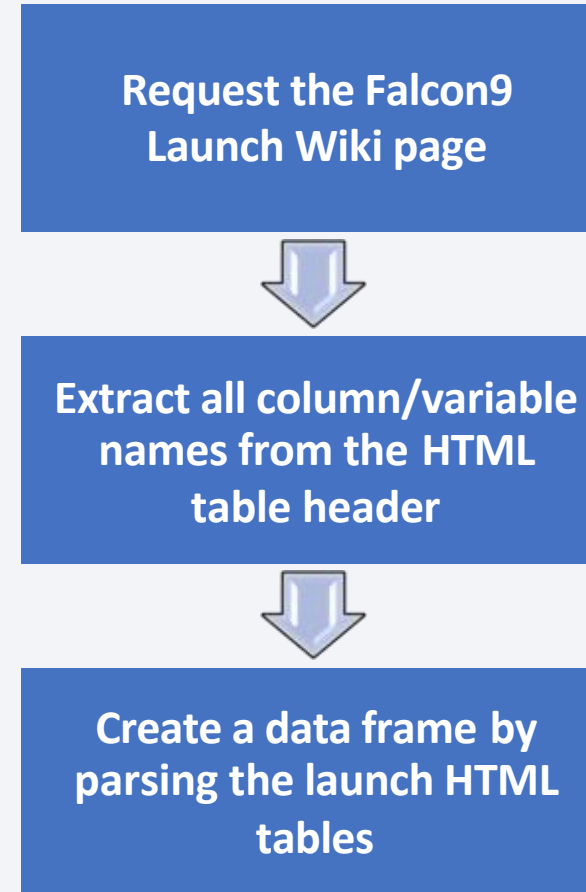 Request the Falcon9
Launch Wiki page
Extract all column/variable
names from the HTML
table header
Create a data frame by
parsing the launch HTML
tables